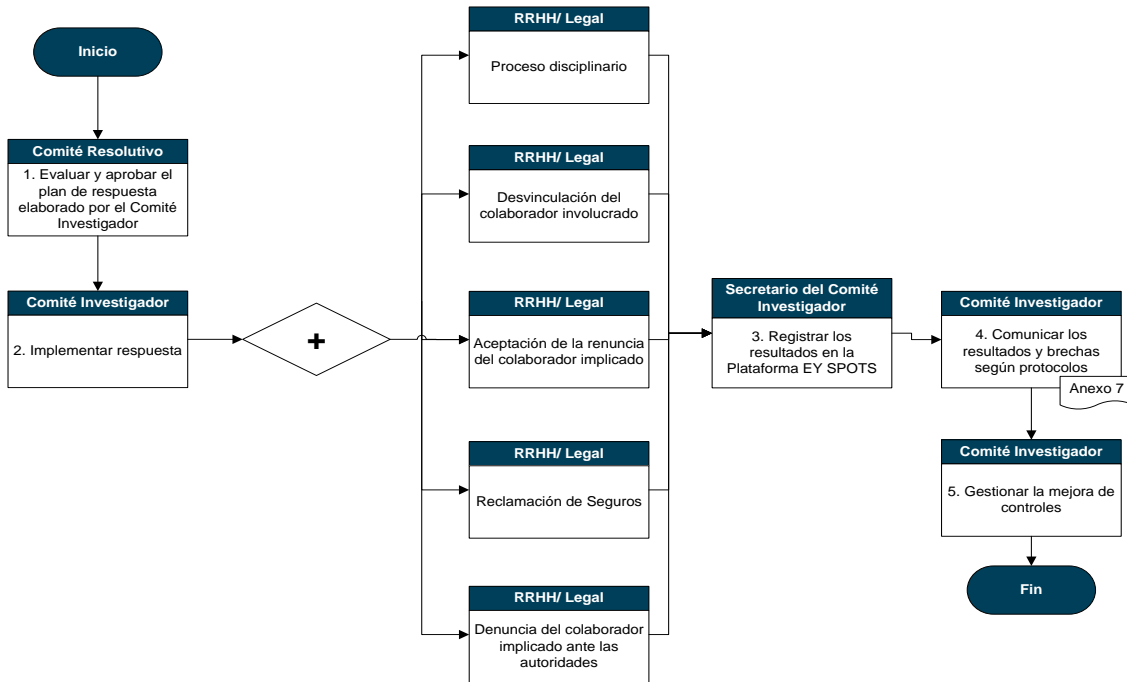 Inicio
Comité Resolutivo
1. Evaluar y aprobar el
plan de respuesta
elaborado por el Comité
Investigador
Comité Investigador
2. Implementar respuesta
+
RRHH/ Legal
Proceso disciplinario
RRHH/ Legal
Desvinculación del
colaborador involucrado
RRHH/ Legal
Aceptación de la renuncia
del colaborador implicado
RRHH/ Legal
Reclamación de Seguros
RRHH/ Legal
Denuncia del colaborador
implicado ante las
autoridades
Secretario del Comité
Investigador
3. Registrar los
resultados en la
Plataforma EY SPOTS
Comité Investigador
4. Comunicar los
resultados y brechas
según protocolos
Anexo 7
Comité Investigador
5. Gestionar la mejora de
controles
Fin